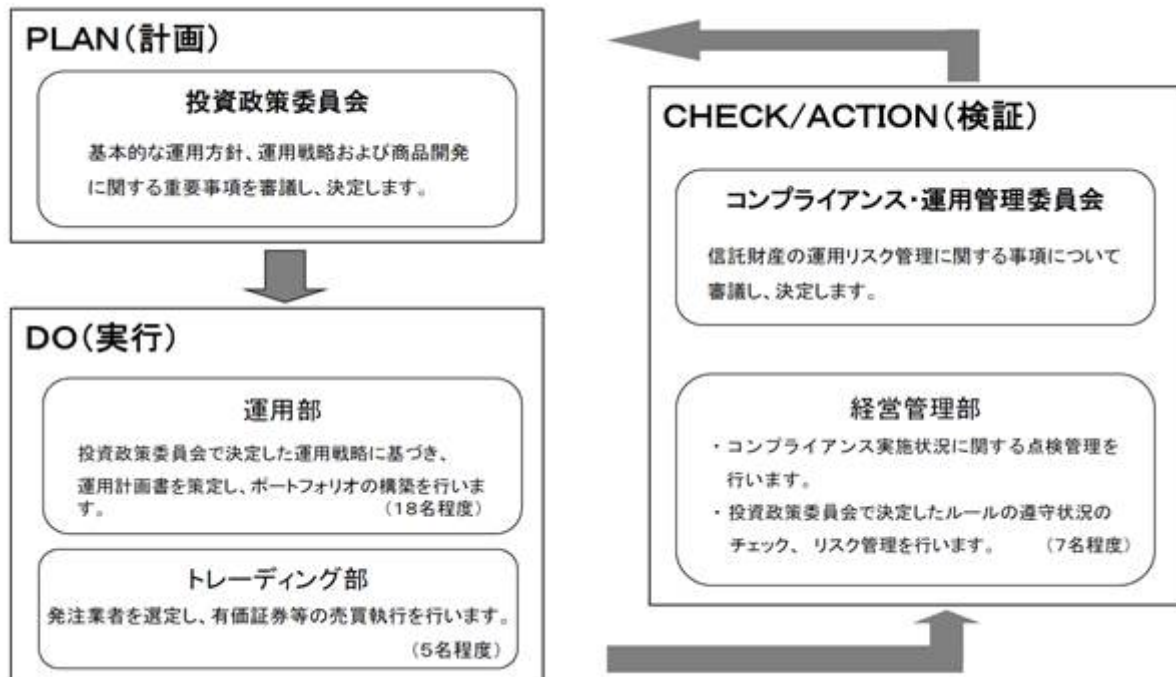 PLAN(計画)
投資政策委員会
基本的な運用方針、運用戦略および商品開発
に関する重要事項を審議し、決定します。
DO(実行)
運用部
投資政策委員会で決定した運用戦略に基づき、
運用計画書を策定し、ポートフォリオの構築を行いま
す。 (18名程度)
トレーディング部
発注業者を選定し、有価証券等の売買執行を行います。
(5名程度)
CHECK/ACTION(検証)
コンプライアンス・運用管理委員会
信託財産の運用リスク管理に関する事項について
審議し、決定します。
経営管理部
・コンプライアンス実施状況に関する点検管理を
行います。
・投資政策委員会で決定したルールの遵守状況の
チェック、 リスク管理を行います。 (7名程度)